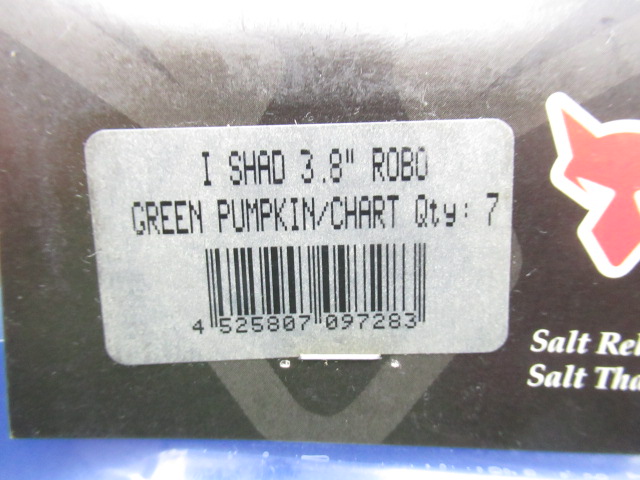 I SHAD 3.8" ROBO
GREEN PUMPKIN/CHART Qty: 7
4 525807 097283
Salt Rel
Salt Tha